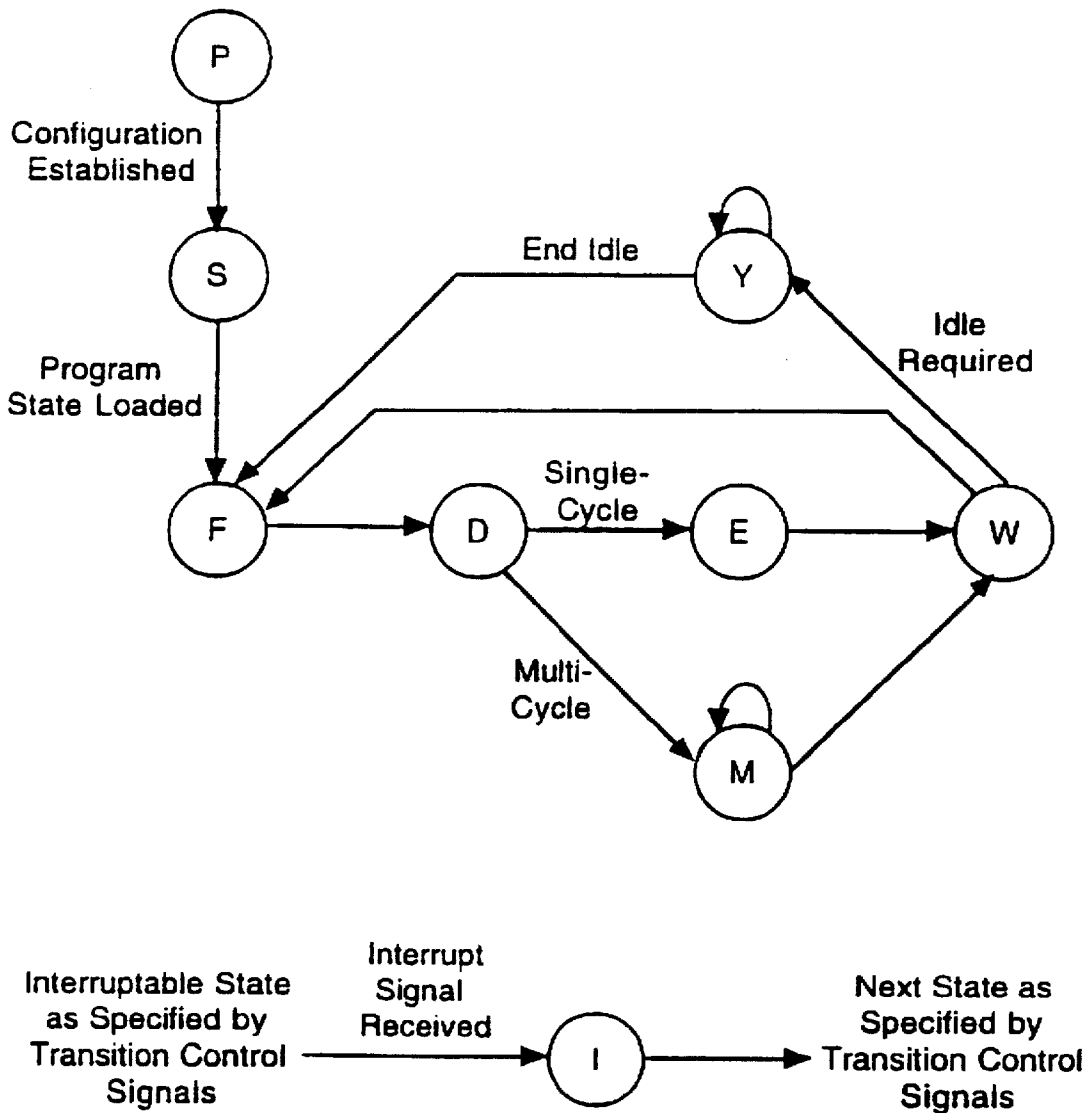 P
Configuration
Established
S
End Idle
Y
Idle
Required
Program
State Loaded
F
D
Single-
Cycle
E
W
Multi-
Cycle
M
Interruptable State
as Specified by
Transition Control
Signals
Interrupt
Signal
Received
I
Next State as
Specified by
Transition Control
Signals